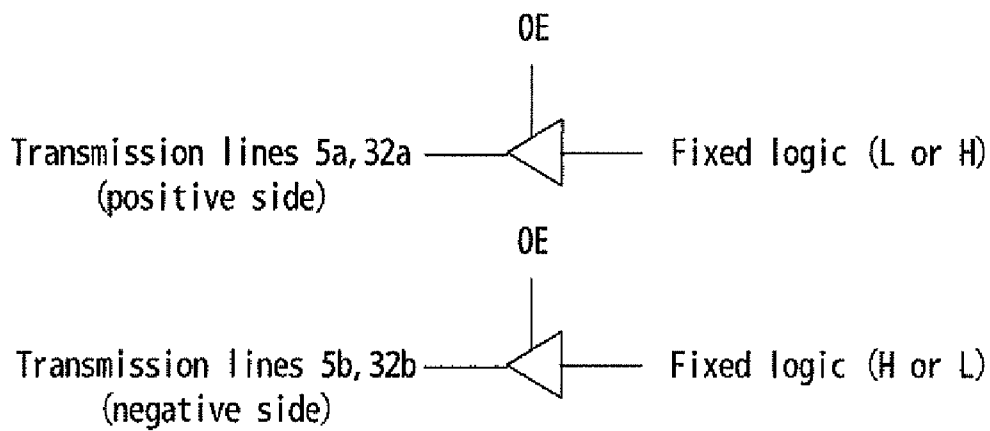 OE
Transmission lines 5a, 32a
(positive side)
Fixed logic (L or H)
OE
Transmission lines 5b, 32b
(negative side)
Fixed logic (H or L)